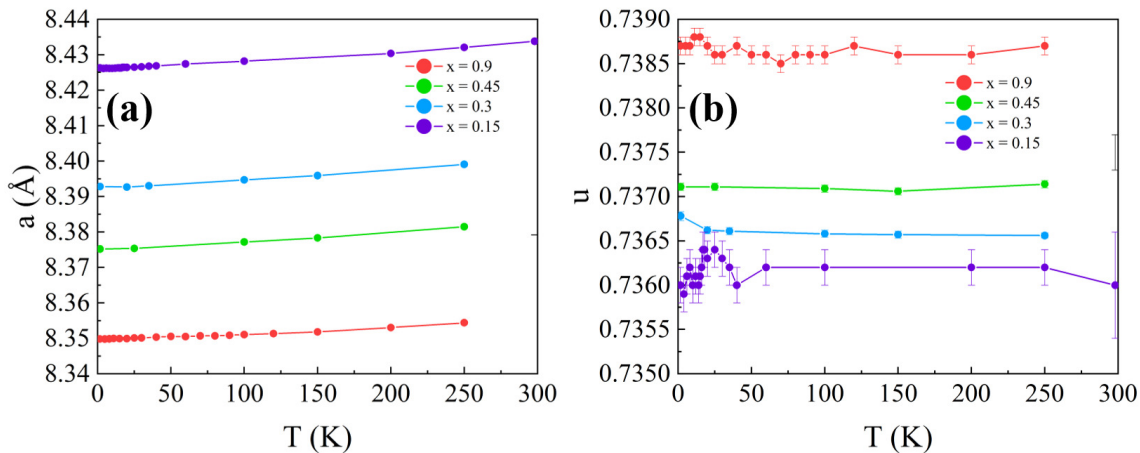 8.44
8.43
8.42
8.41
8.40
8.39
8.38
8.37
8.36
8.35
8.34
a (Å)
(a)
x = 0.9
x = 0.45
x = 0.3
x = 0.15
0 50 100 150 200 250 300
T (K)
0.7390
0.7385
0.7380
0.7375
0.7370
0.7365
0.7360
0.7355
0.7350
u
(b)
x = 0.9
x = 0.45
x = 0.3
x = 0.15
0 50 100 150 200 250 300
T (K)